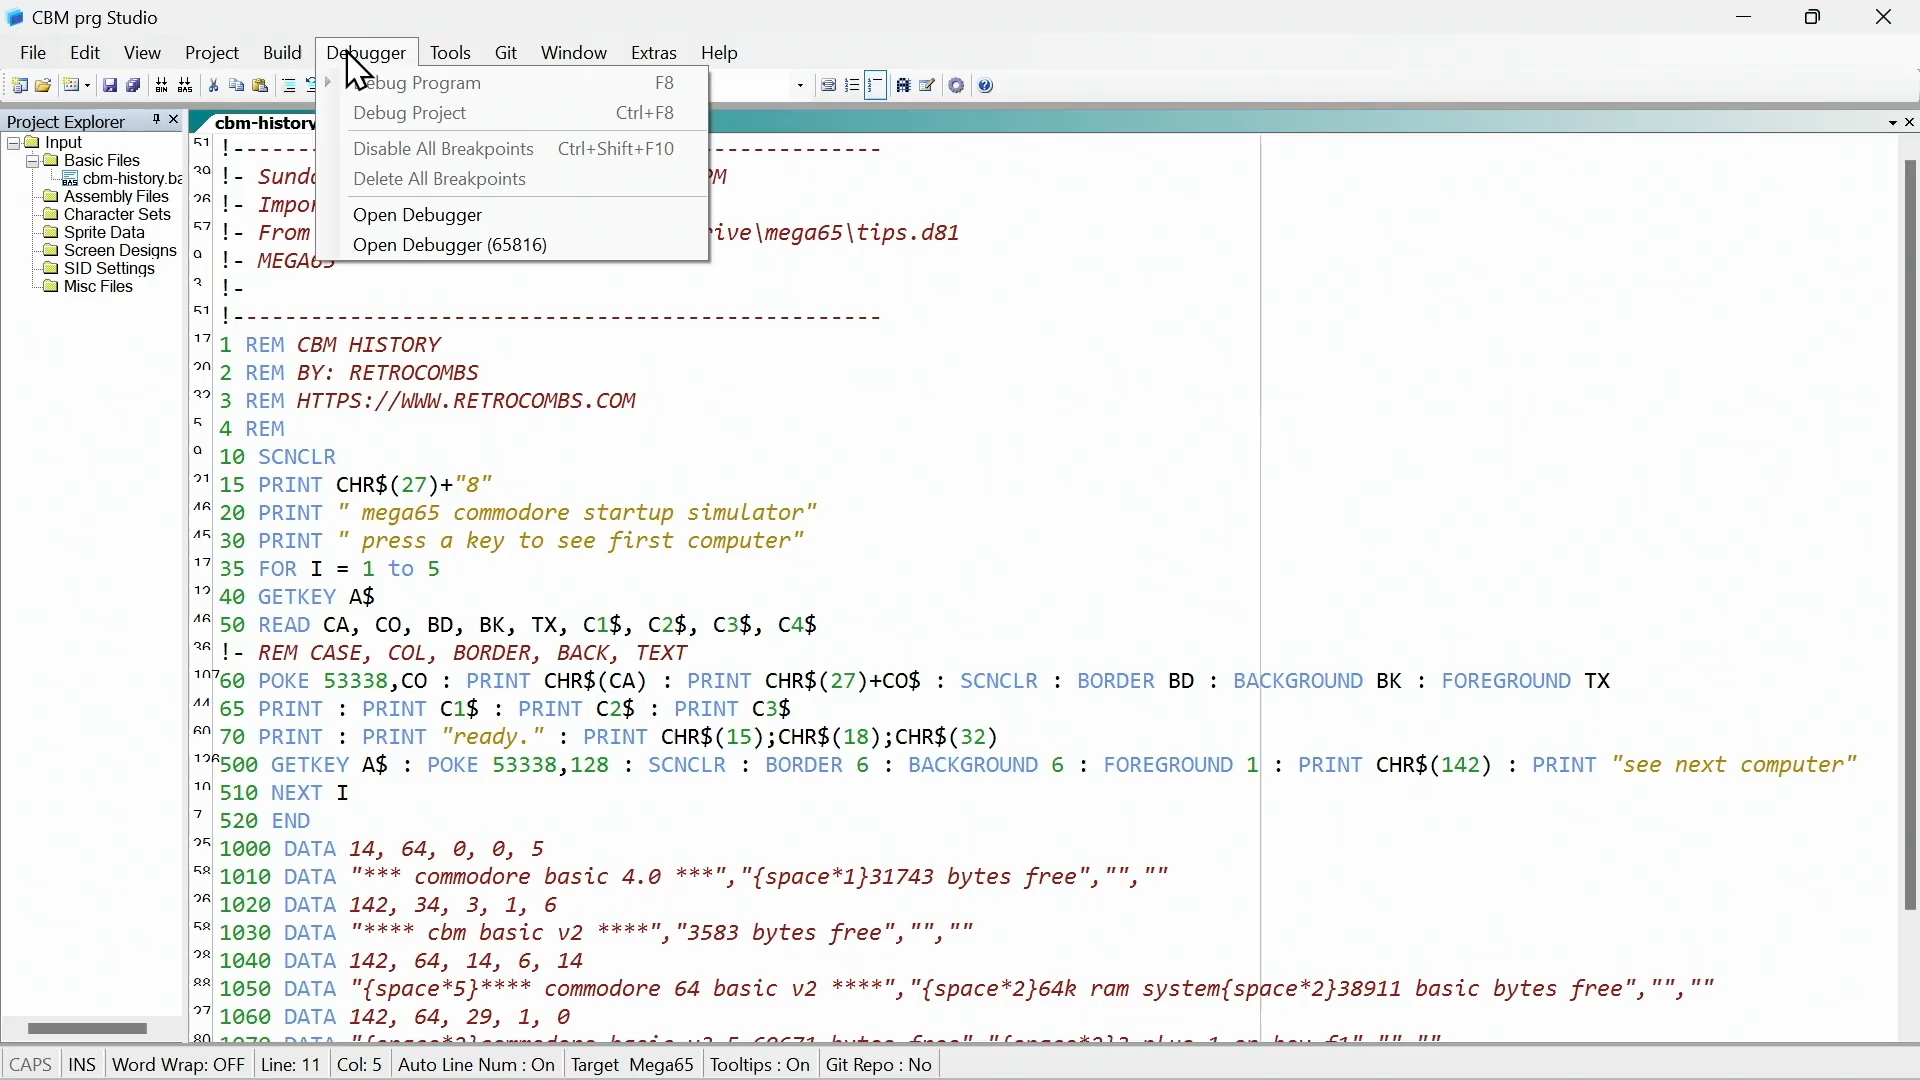 CBM prg Studio
File Edit View Project Build Debugger Tools Git Window Extras Help
Debug Program F8
Debug Project Ctrl+F8
Disable All Breakpoints Ctrl+Shift+F10
Delete All Breakpoints
Open Debugger
Open Debugger (65816)
Project Explorer
Input
Basic Files
cbm-history.ba
Assembly Files
Character Sets
Sprite Data
Screen Designs
SID Settings
Misc Files
cbm-history
!-------------------------------------------------
!- Sunda PM
!- Impor
!- From rive\mega65\tips.d81
!- MEGA65
!-
!-------------------------------------------------
1 REM CBM HISTORY
2 REM BY: RETROCOMBS
3 REM HTTPS://WWW.RETROCOMBS.COM
4 REM
10 SCNCLR
15 PRINT CHR$(27)+"8"
20 PRINT " mega65 commodore startup simulator"
30 PRINT " press a key to see first computer"
35 FOR I = 1 to 5
40 GETKEY A$
50 READ CA, CO, BD, BK, TX, C1$, C2$, C3$, C4$
!- REM CASE, COL, BORDER, BACK, TEXT
60 POKE 53338,CO : PRINT CHR$(CA) : PRINT CHR$(27)+CO$ : SCNCLR : BORDER BD : BACKGROUND BK : FOREGROUND TX
65 PRINT : PRINT C1$ : PRINT C2$ : PRINT C3$
70 PRINT : PRINT "ready." : PRINT CHR$(15);CHR$(18);CHR$(32)
500 GETKEY A$ : POKE 53338,128 : SCNCLR : BORDER 6 : BACKGROUND 6 : FOREGROUND 1 : PRINT CHR$(142) : PRINT "see next computer"
510 NEXT I
520 END
1000 DATA 14, 64, 0, 0, 5
1010 DATA "*** commodore basic 4.0 ***","{space*1}31743 bytes free","",""
1020 DATA 142, 34, 3, 1, 6
1030 DATA "**** cbm basic v2 ****","3583 bytes free","",""
1040 DATA 142, 64, 14, 6, 14
1050 DATA "{space*5}**** commodore 64 basic v2 ****","{space*2}64k ram system{space*2}38911 basic bytes free","",""
1060 DATA 142, 64, 29, 1, 0
CAPS INS Word Wrap: OFF Line: 11 Col: 5 Auto Line Num : On Target Mega65 Tooltips : On Git Repo : No